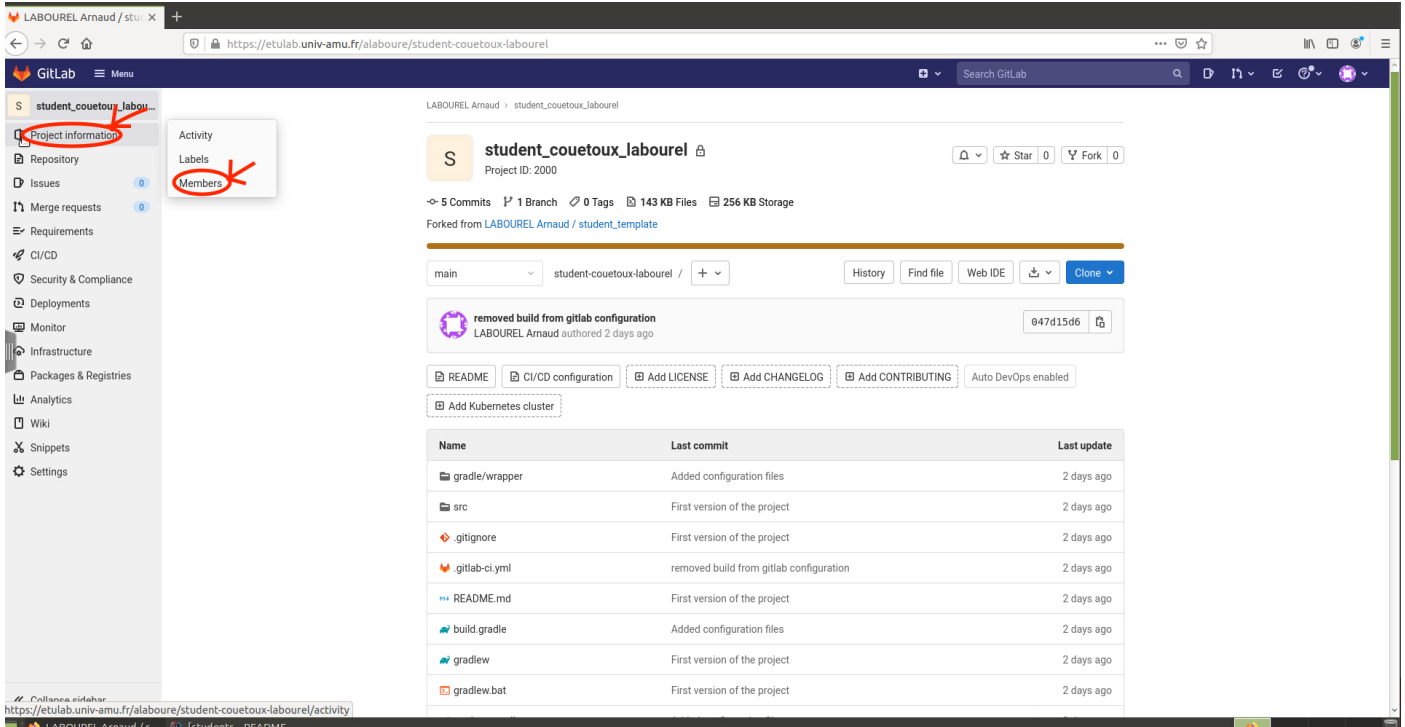 LABOUREL Arnaud / stud
https://etulab.univ-amu.fr/alaboure/student-couetoux-labourel
GitLab Menu Search GitLab
S student_couetoux_labou...
Project information
Repository
Issues 0
Merge requests 0
Requirements
CI/CD
Security & Compliance
Deployments
Monitor
Infrastructure
Packages & Registries
Analytics
Wiki
Snippets
Settings
Collapse sidebar
Activity
Labels
Members
LABOUREL Arnaud > student_couetoux_labourel
S student_couetoux_labourel
Project ID: 2000
Star 0 Fork 0
5 Commits 1 Branch 0 Tags 143 KB Files 256 KB Storage
Forked from LABOUREL Arnaud / student_template
main student-couetoux-labourel / + History Find file Web IDE Clone
removed build from gitlab configuration
LABOUREL Arnaud authored 2 days ago
047d15d6
README CI/CD configuration Add LICENSE Add CHANGELOG Add CONTRIBUTING Auto DevOps enabled
Add Kubernetes cluster
Name Last commit Last update
gradle/wrapper Added configuration files 2 days ago
src First version of the project 2 days ago
.gitignore First version of the project 2 days ago
.gitlab-ci.yml removed build from gitlab configuration 2 days ago
README.md First version of the project 2 days ago
build.gradle Added configuration files 2 days ago
gradlew First version of the project 2 days ago
gradlew.bat First version of the project 2 days ago
https://etulab.univ-amu.fr/alaboure/student-couetoux-labourel/activity